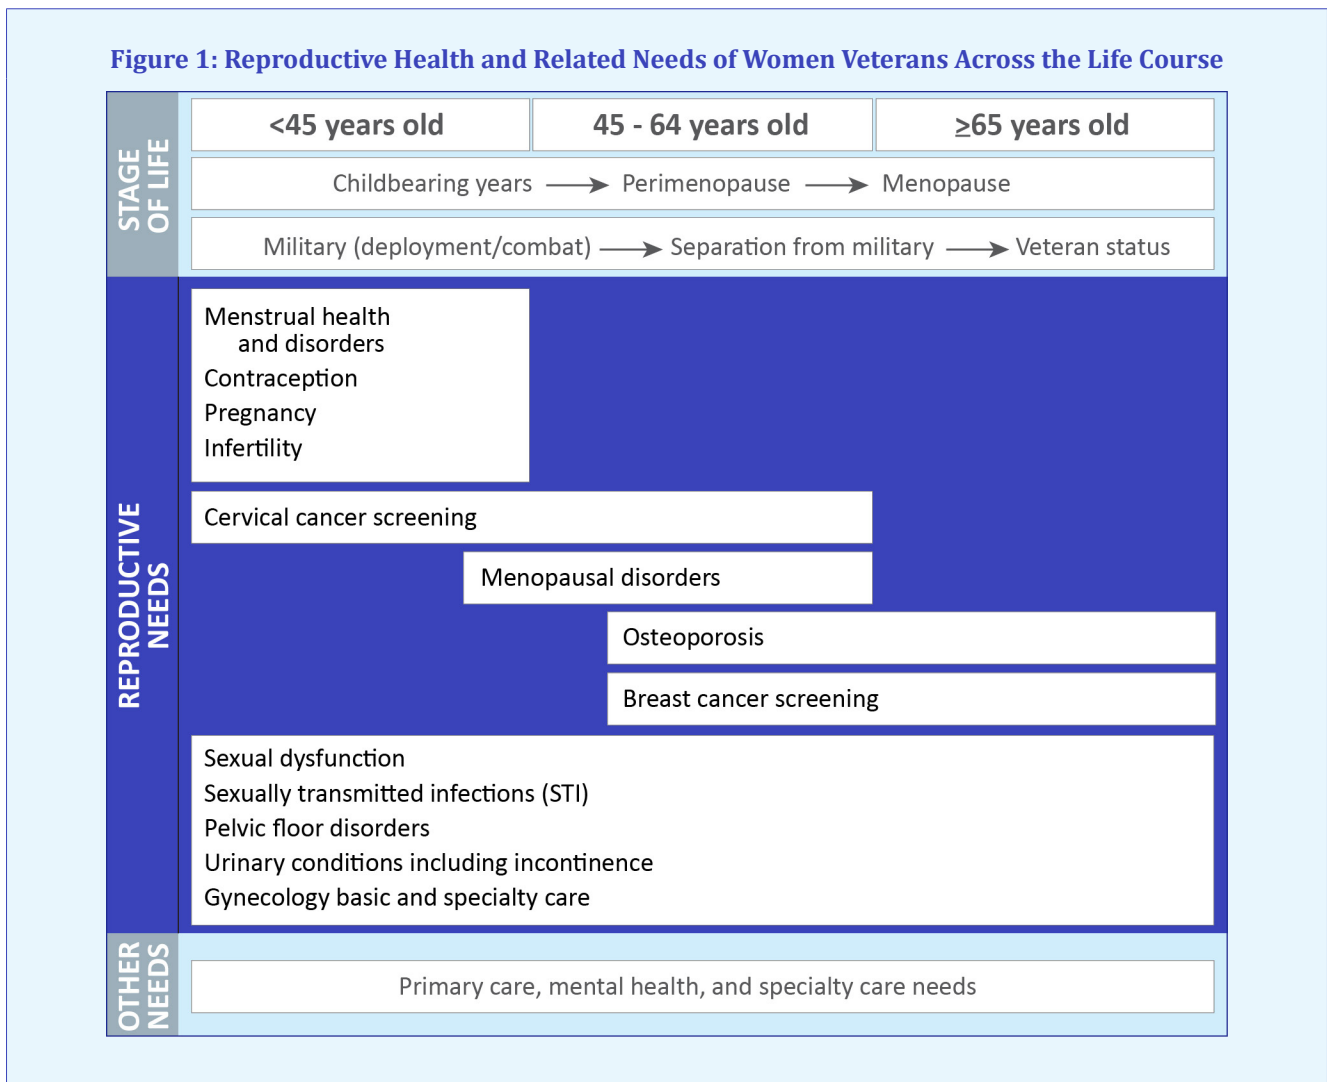 Figure 1: Reproductive Health and Related Needs of Women Veterans Across the Life Course
STAGE
OF LIFE
<45 years old
45 - 64 years old
≥65 years old
Childbearing years → Perimenopause → Menopause
Military (deployment/combat) → Separation from military → Veteran status
REPRODUCTIVE
NEEDS
Menstrual health
and disorders
Contraception
Pregnancy
Infertility
Cervical cancer screening
Menopausal disorders
Osteoporosis
Breast cancer screening
Sexual dysfunction
Sexually transmitted infections (STI)
Pelvic floor disorders
Urinary conditions including incontinence
Gynecology basic and specialty care
OTHER
NEEDS
Primary care, mental health, and specialty care needs